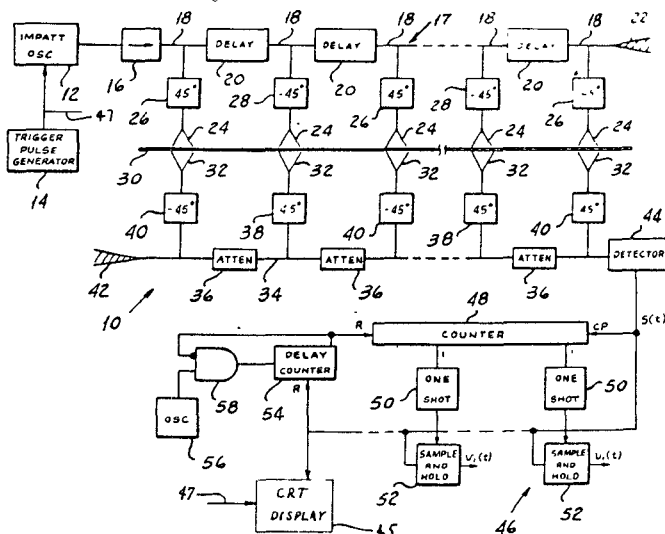 18 18 18 17 18 18 22
IMPATT OSC
DELAY DELAY DELAY
12 16 20 20 20
45° -45° 45° -45°
47 26 28 26 28 26
TRIGGER PULSE GENERATOR
14
24 24 24 24 24
30
32 32 32 32 32
-45° 45° -45° 45° 45°
40 38 40 38 40 44
ATTEN ATTEN ATTEN DETECTOR
42 36 34 36 36
10
48
R COUNTER CP S(t)
58
DELAY COUNTER
54
R
ONE SHOT ONE SHOT
50 50
OSC
56
SAMPLE AND HOLD SAMPLE AND HOLD
52 52
46
47
CRT DISPLAY
45